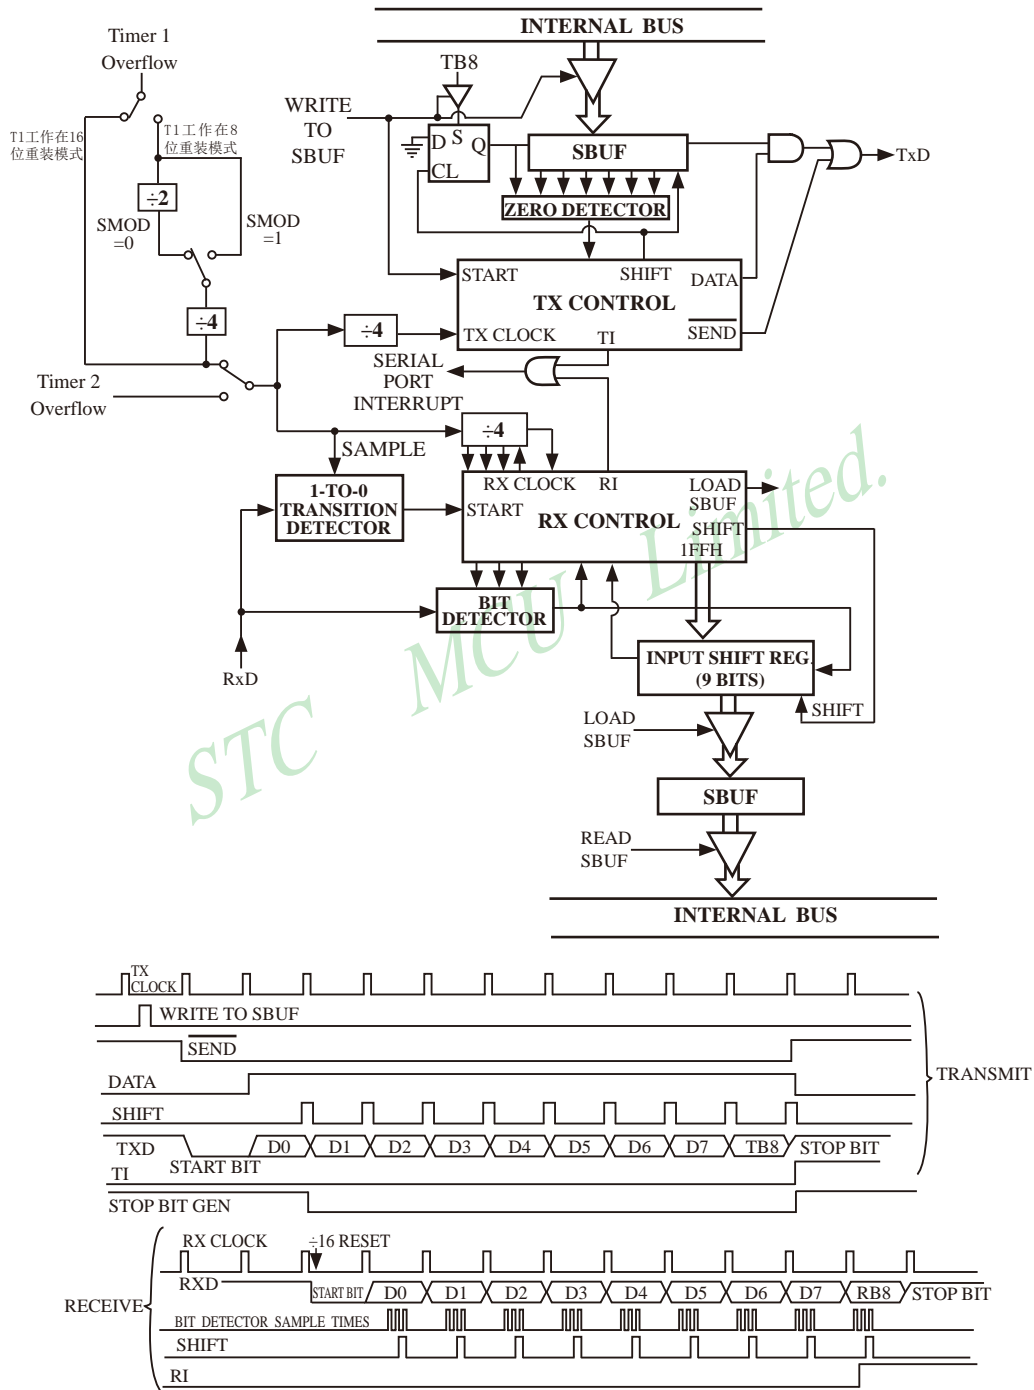 INTERNAL BUS
Timer 1
Overflow
TB8
WRITE
TO
SBUF
T1工作在16
位重装模式
T1工作在8
位重装模式
D
S
Q
CL
SBUF
TxD
÷2
ZERO DETECTOR
SMOD
=0
SMOD
=1
START
SHIFT
DATA
TX CONTROL
÷4
÷4
TX CLOCK
TI
SEND
SERIAL
PORT
INTERRUPT
Timer 2
Overflow
÷4
SAMPLE
1-TO-0
TRANSITION
DETECTOR
RX CLOCK
RI
LOAD
SBUF
START
RX CONTROL
SHIFT
1FFH
BIT
DETECTOR
RxD
INPUT SHIFT REG.
(9 BITS)
LOAD
SBUF
SHIFT
SBUF
READ
SBUF
INTERNAL BUS
STC MCU Limited.
TX
CLOCK
WRITE TO SBUF
SEND
DATA
TRANSMIT
SHIFT
TXD
START BIT
D0
D1
D2
D3
D4
D5
D6
D7
TB8
STOP BIT
TI
STOP BIT GEN
RX CLOCK
÷16 RESET
RXD
START BIT
D0
D1
D2
D3
D4
D5
D6
D7
RB8
STOP BIT
RECEIVE
BIT DETECTOR SAMPLE TIMES
SHIFT
RI